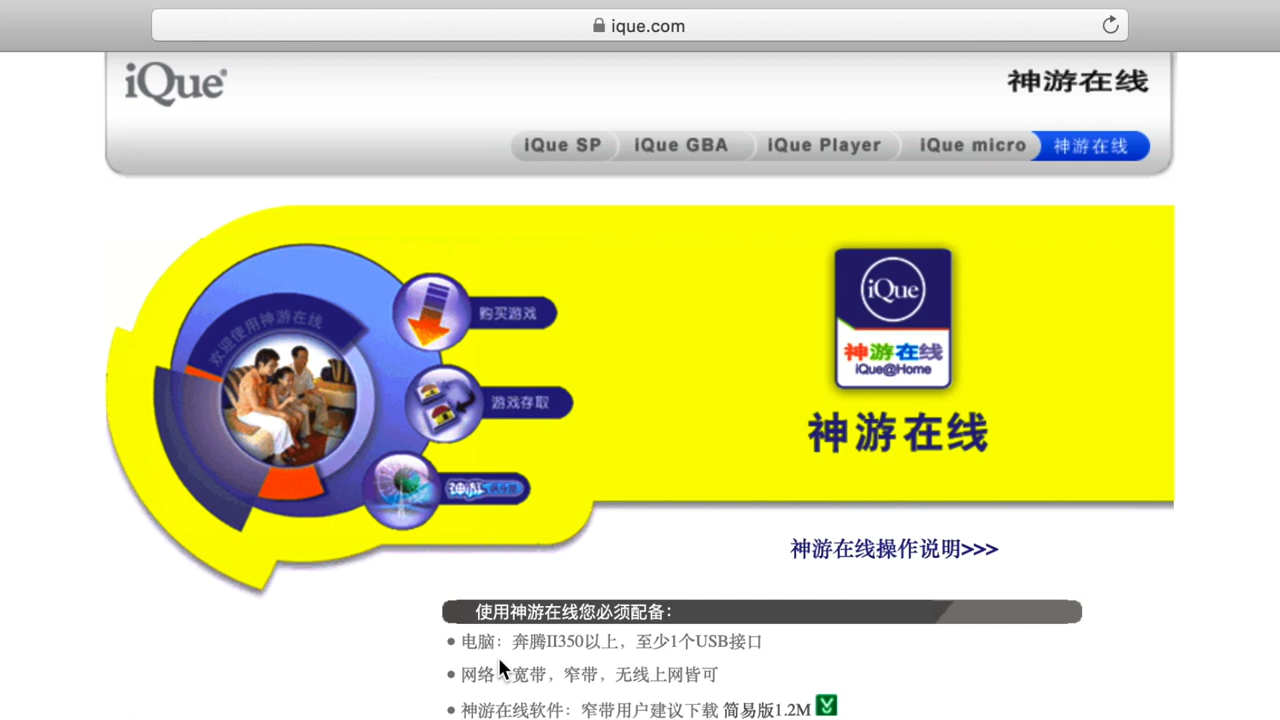 ique.com
iQue®
神游在线
iQue SP
iQue GBA
iQue Player
iQue micro
神游在线
欢迎使用神游在线
购买游戏
游戏存取
神游俱乐部
iQue
神游在线
iQue@Home
神游在线
神游在线操作说明>>>
使用神游在线您必须配备：
• 电脑：奔腾II350以上，至少1个USB接口
• 网络：宽带，窄带，无线上网皆可
• 神游在线软件：窄带用户建议下载 简易版1.2M